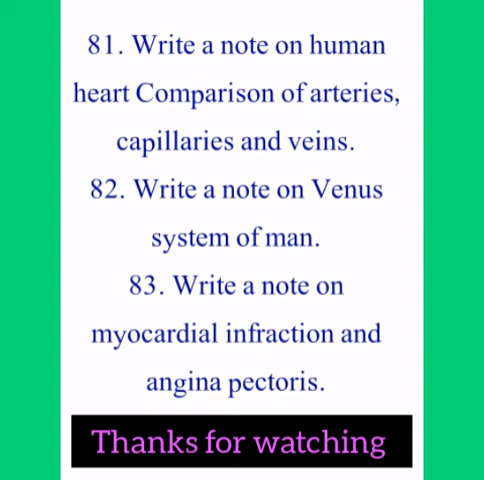 81. Write a note on human
heart Comparison of arteries,
capillaries and veins.
82. Write a note on Venus
system of man.
83. Write a note on
myocardial infraction and
angina pectoris.
Thanks for watching